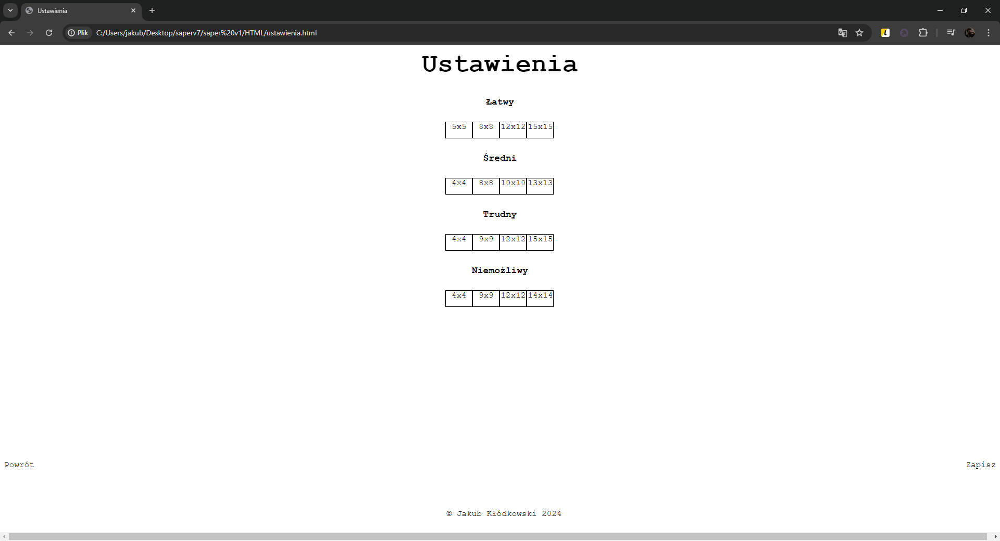 Ustawienia
Plik C:/Users/jakub/Desktop/saperv7/saper%20v1/HTML/ustawienia.html
Ustawienia
Łatwy
5x5 8x8 12x12 15x15
Średni
4x4 8x8 10x10 13x13
Trudny
4x4 9x9 12x12 15x15
Niemożliwy
4x4 9x9 12x12 14x14
Powrót Zapisz
© Jakub Kłódkowski 2024